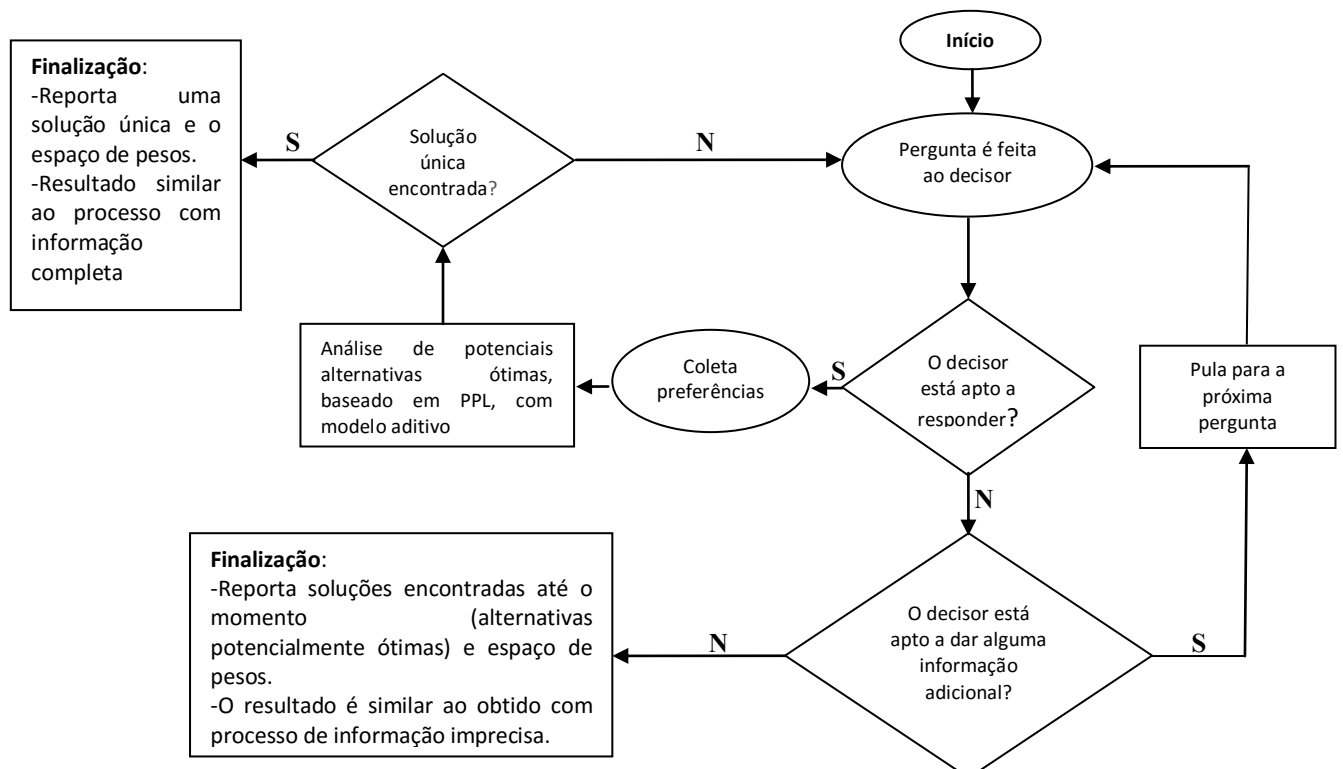 Início
Finalização:
-Reporta uma
solução única e o
espaço de pesos.
-Resultado similar
ao processo com
informação
completa
S
Solução
única
encontrada?
N
Pergunta é feita
ao decisor
Análise de potenciais
alternativas ótimas,
baseado em PPL, com
modelo aditivo
Coleta
preferências
S
O decisor
está apto a
responder?
Pula para a
próxima
pergunta
N
Finalização:
-Reporta soluções encontradas até o
momento (alternativas
potencialmente ótimas) e espaço de
pesos.
-O resultado é similar ao obtido com
processo de informação imprecisa.
N
O decisor está
apto a dar alguma
informação
adicional?
S